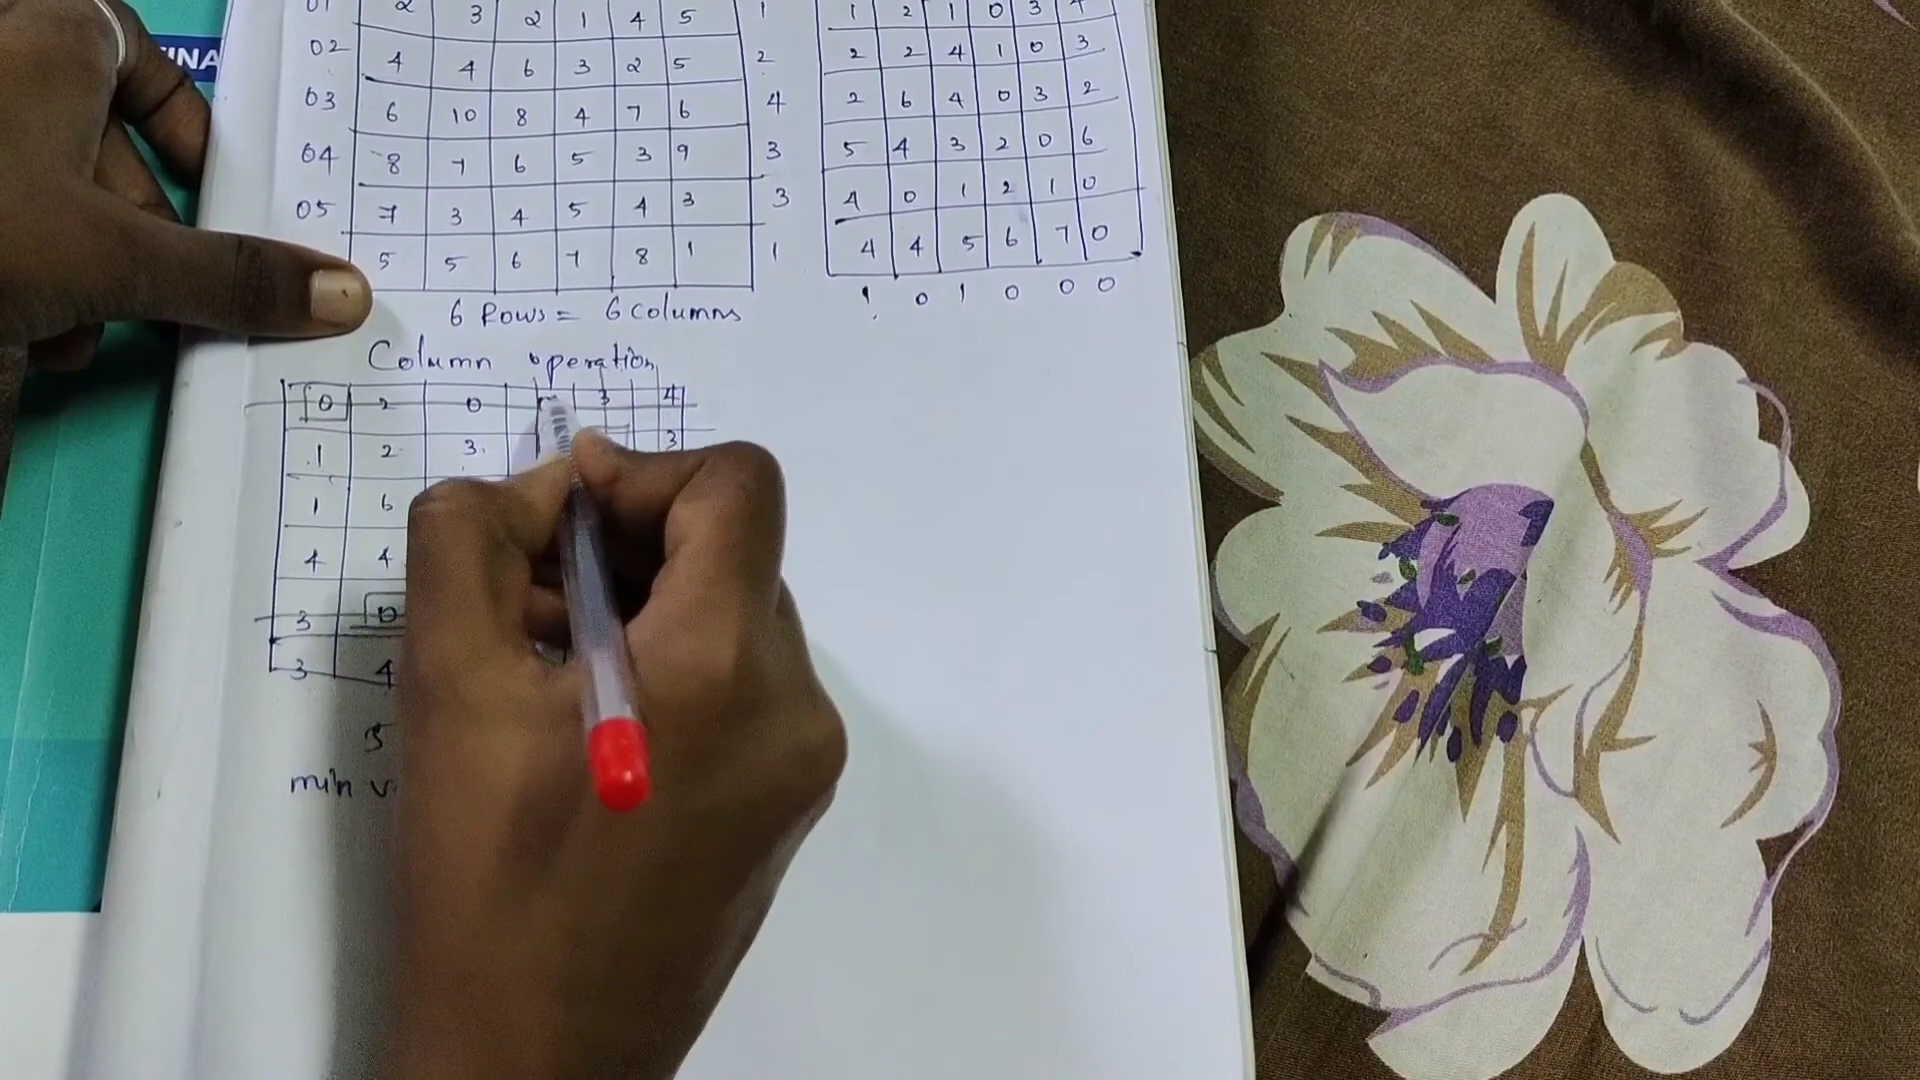 INA
01 2 3 2 1 4 5 1
02 4 4 6 3 2 5 2
03 6 10 8 4 7 6 4
04 8 7 6 5 3 9 3
05 7 3 4 5 4 3 3
5 5 6 7 8 1 1
6 Rows = 6 Columns
1 2 1 0 3 4
2 2 4 1 0 3
2 6 4 0 3 2
5 4 3 2 0 6
4 0 1 2 1 0
4 4 5 6 7 0
1 0 1 0 0 0
Column operation
0 2 0 3 4
1 2 3 3
1 6
4 4
3 0
3 4
5
min